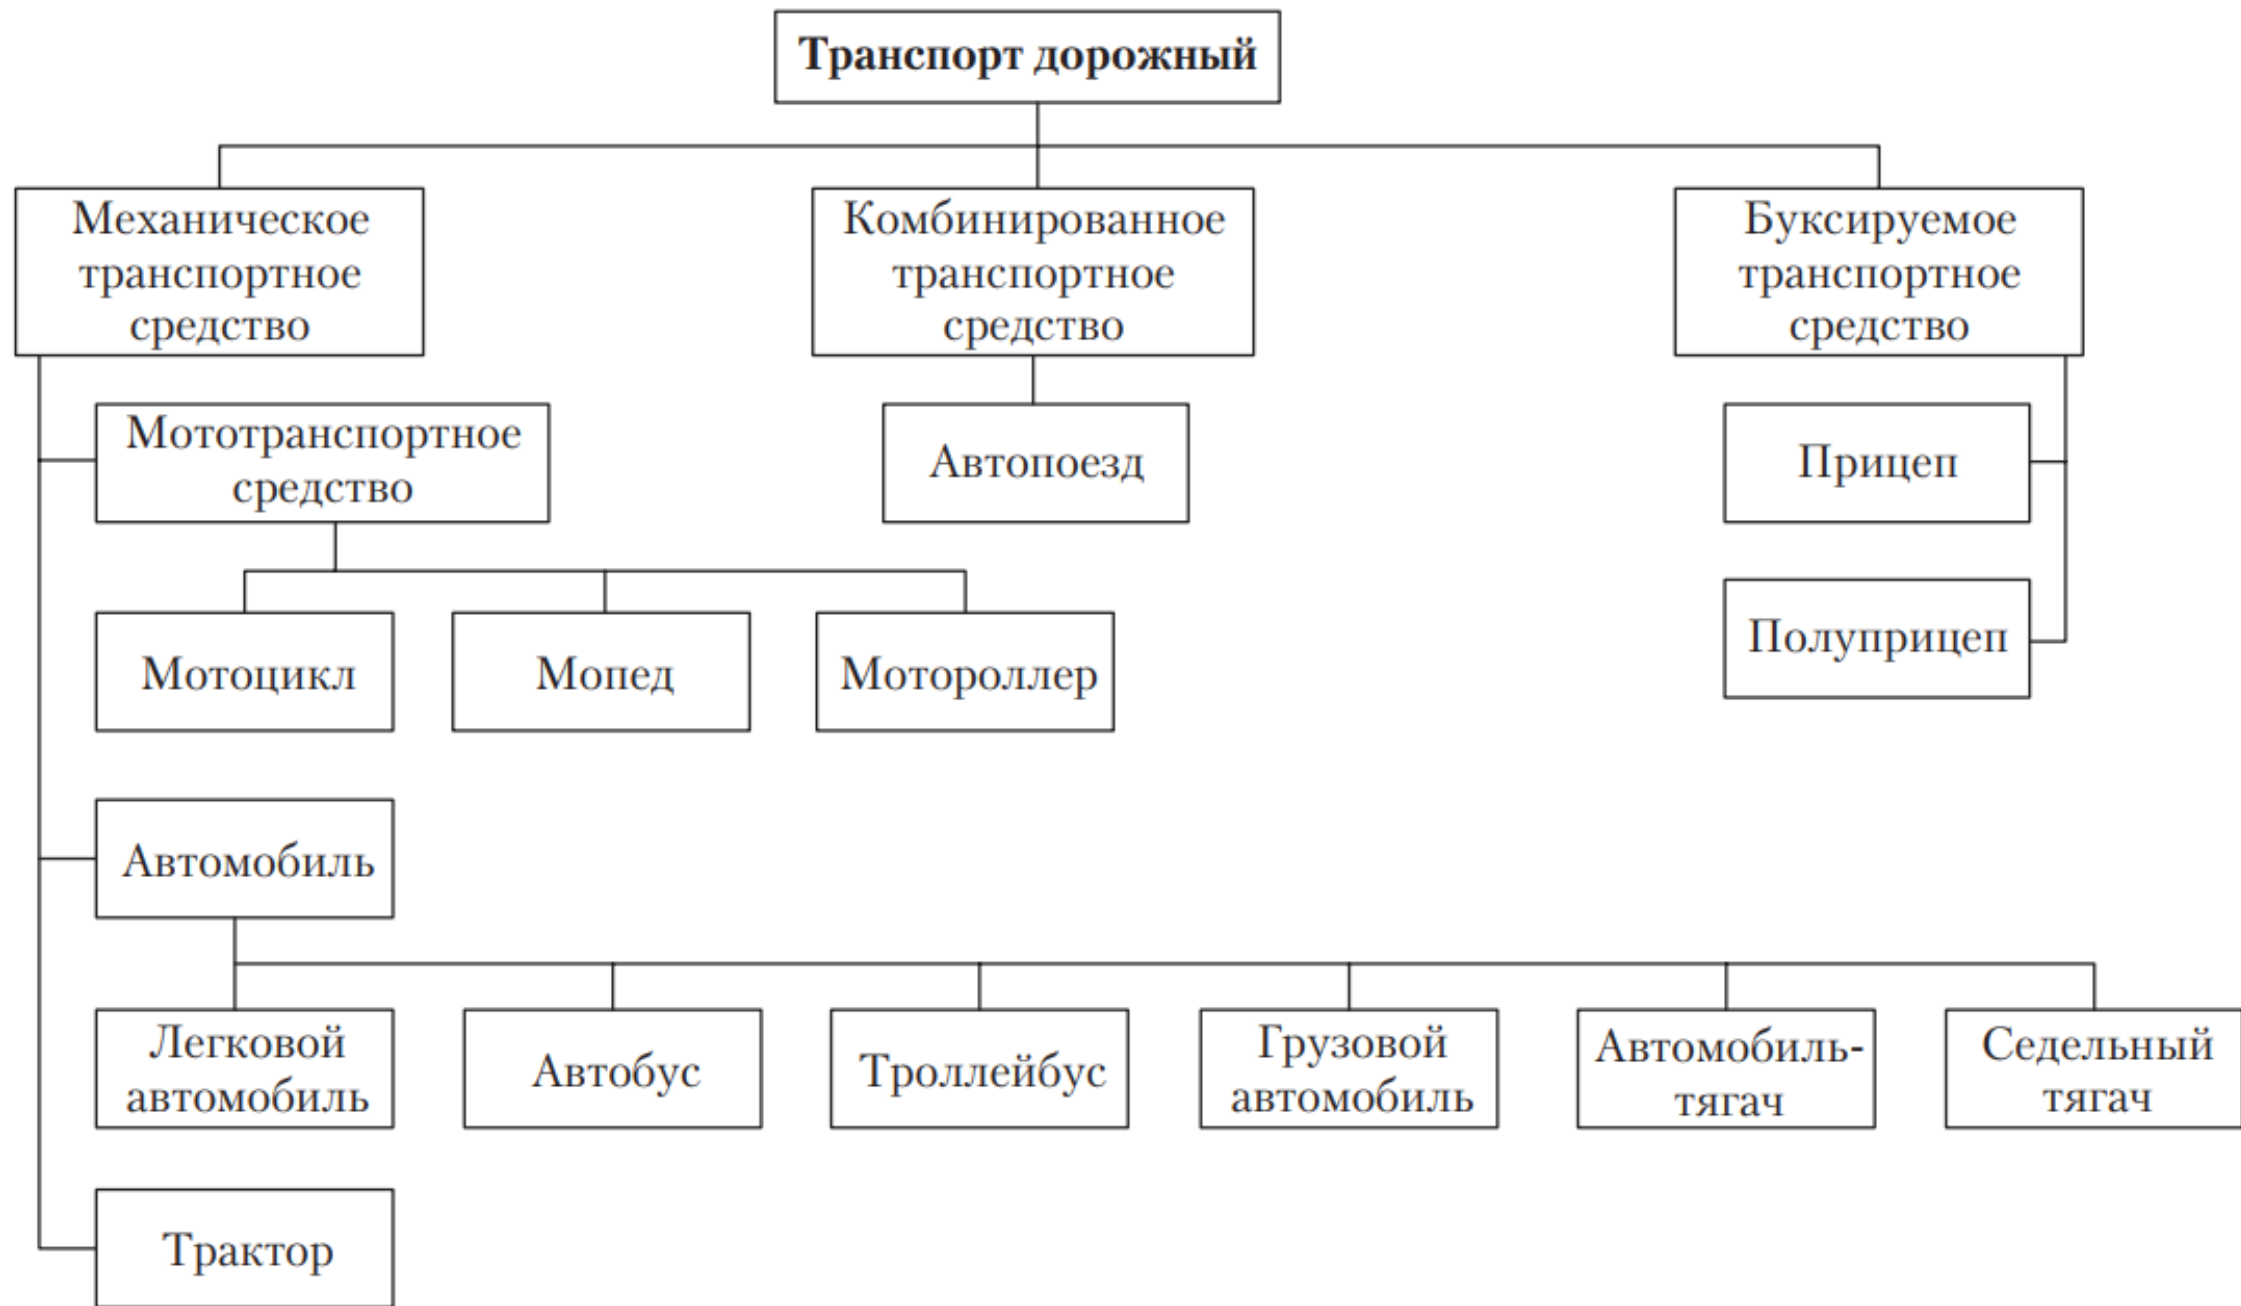 Транспорт дорожный
Механическое
транспортное
средство
Комбинированное
транспортное
средство
Буксируемое
транспортное
средство
Мототранспортное
средство
Автопоезд
Прицеп
Мотоцикл
Мопед
Мотороллер
Полуприцеп
Автомобиль
Легковой
автомобиль
Автобус
Троллейбус
Грузовой
автомобиль
Автомобиль-
тягач
Седельный
тягач
Трактор